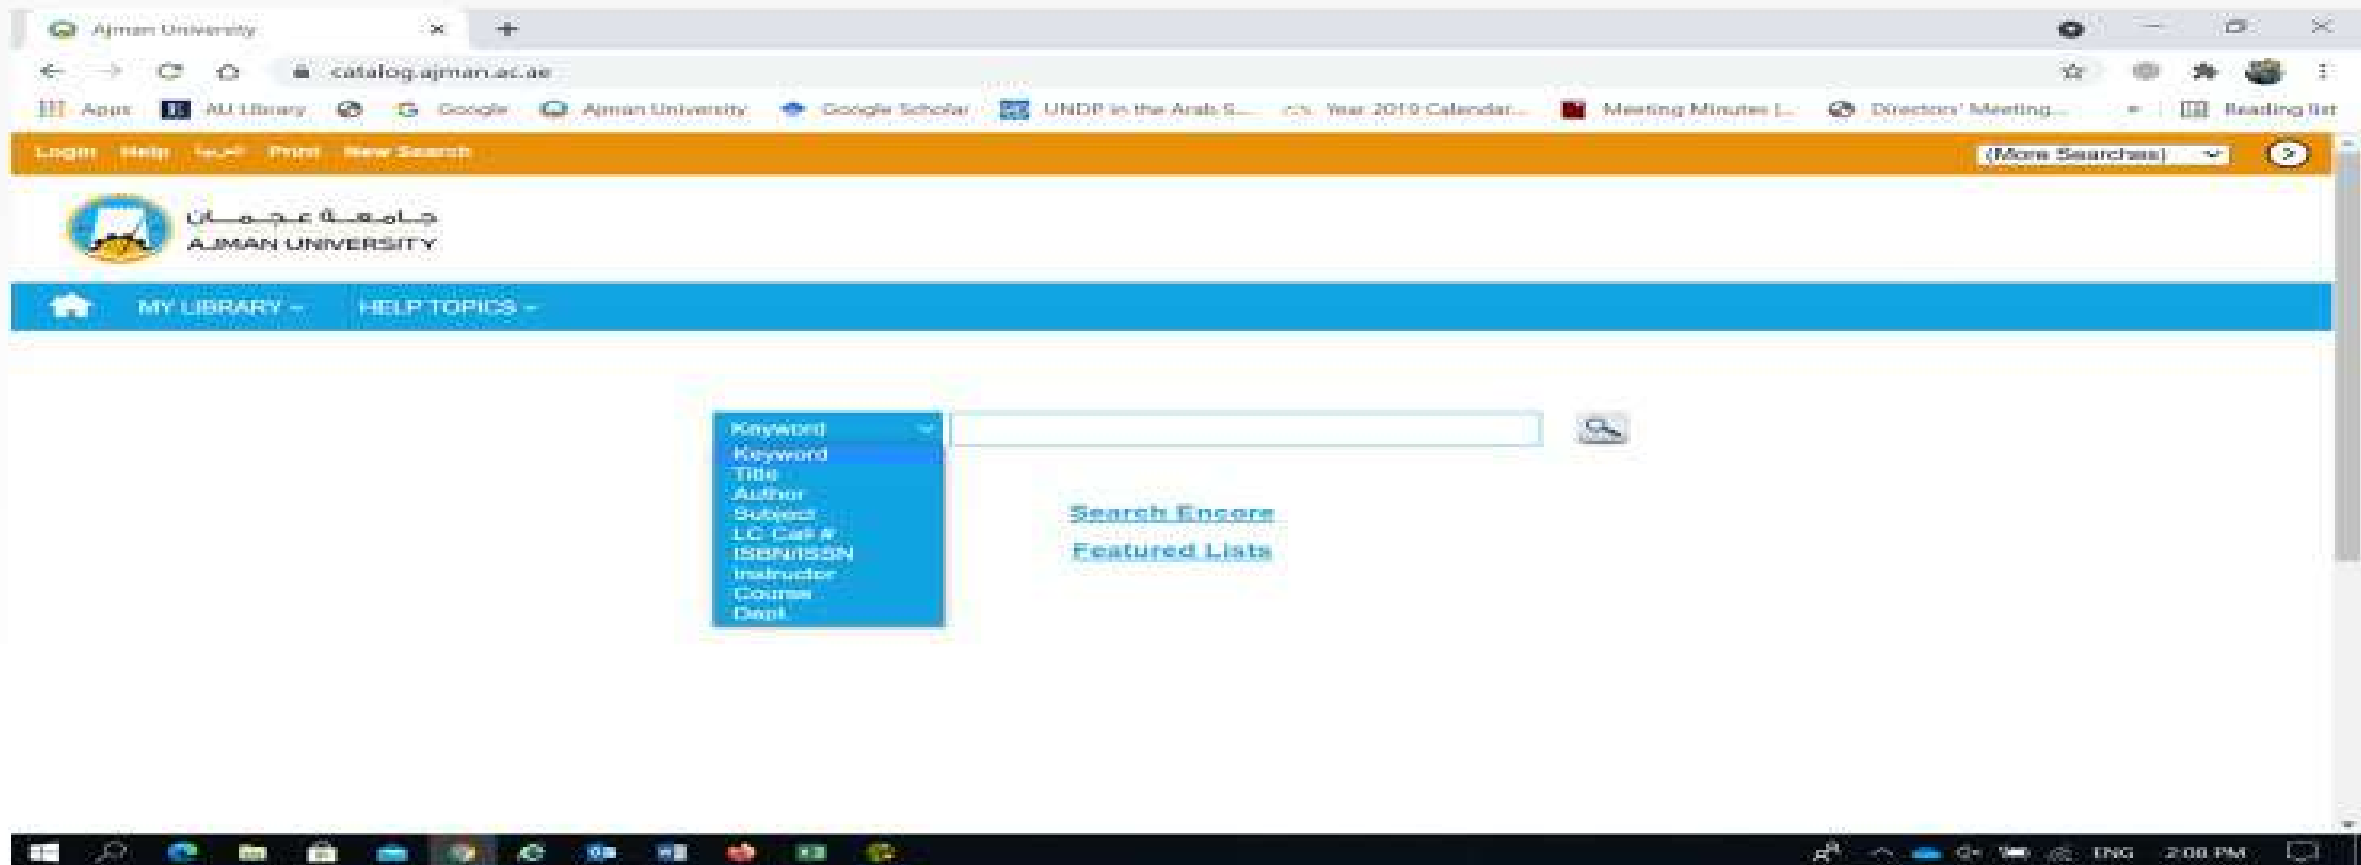 Ajman University
catalog.ajman.ac.ae
Apps AU Library Google Ajman University Google Scholar UNDP in the Arab S... Year 2019 Calendar... Meeting Minutes |... Directors' Meeting... » Reading list
Login Help العربية Print New Search (More Searches)
جامعة عجمان
AJMAN UNIVERSITY
MY LIBRARY HELP TOPICS
Keyword
Keyword
Title
Author
Subject
LC Call #
ISBN/ISSN
Instructor
Course
Dept.
Search Encore
Featured Lists
ENG 2:08 PM